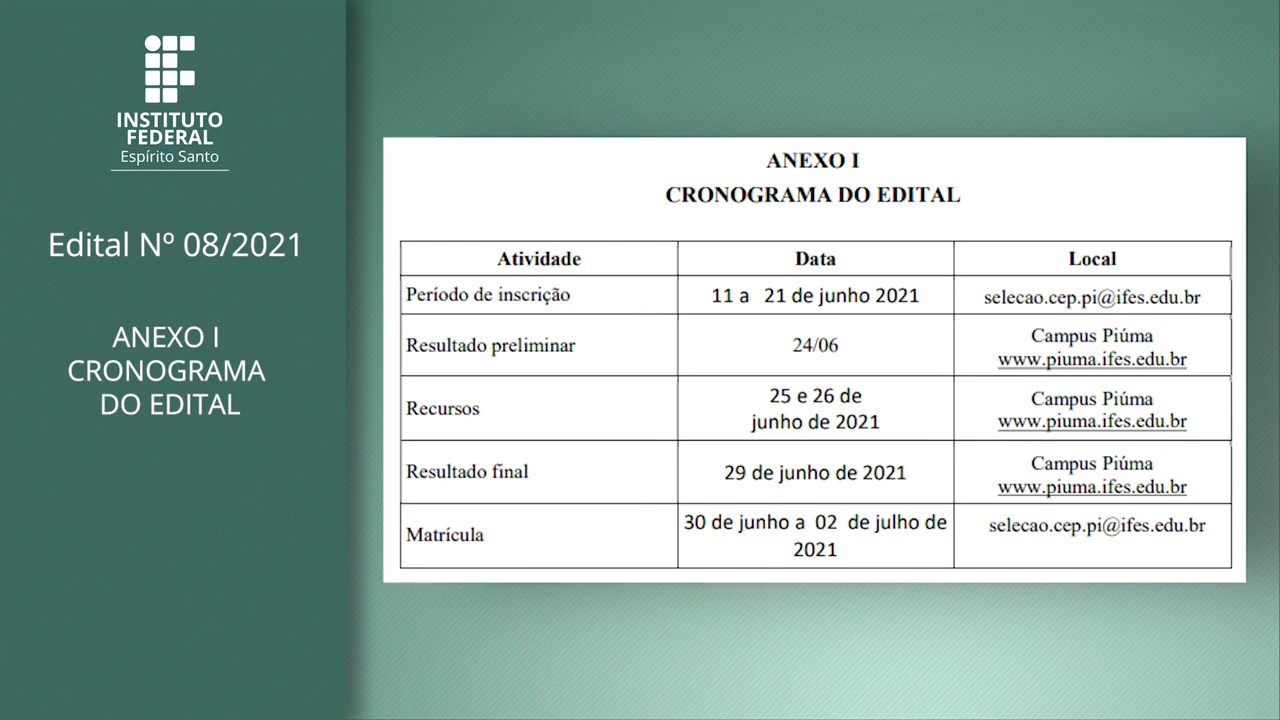 INSTITUTO
FEDERAL
Espírito Santo
Edital Nº 08/2021
ANEXO I
CRONOGRAMA
DO EDITAL
ANEXO I
CRONOGRAMA DO EDITAL
Atividade Data Local
Período de inscrição 11 a 21 de junho 2021 selecao.cep.pi@ifes.edu.br
Resultado preliminar 24/06 Campus Piúma
www.piuma.ifes.edu.br
Recursos 25 e 26 de
junho de 2021 Campus Piúma
www.piuma.ifes.edu.br
Resultado final 29 de junho de 2021 Campus Piúma
www.piuma.ifes.edu.br
Matrícula 30 de junho a 02 de julho de
2021 selecao.cep.pi@ifes.edu.br